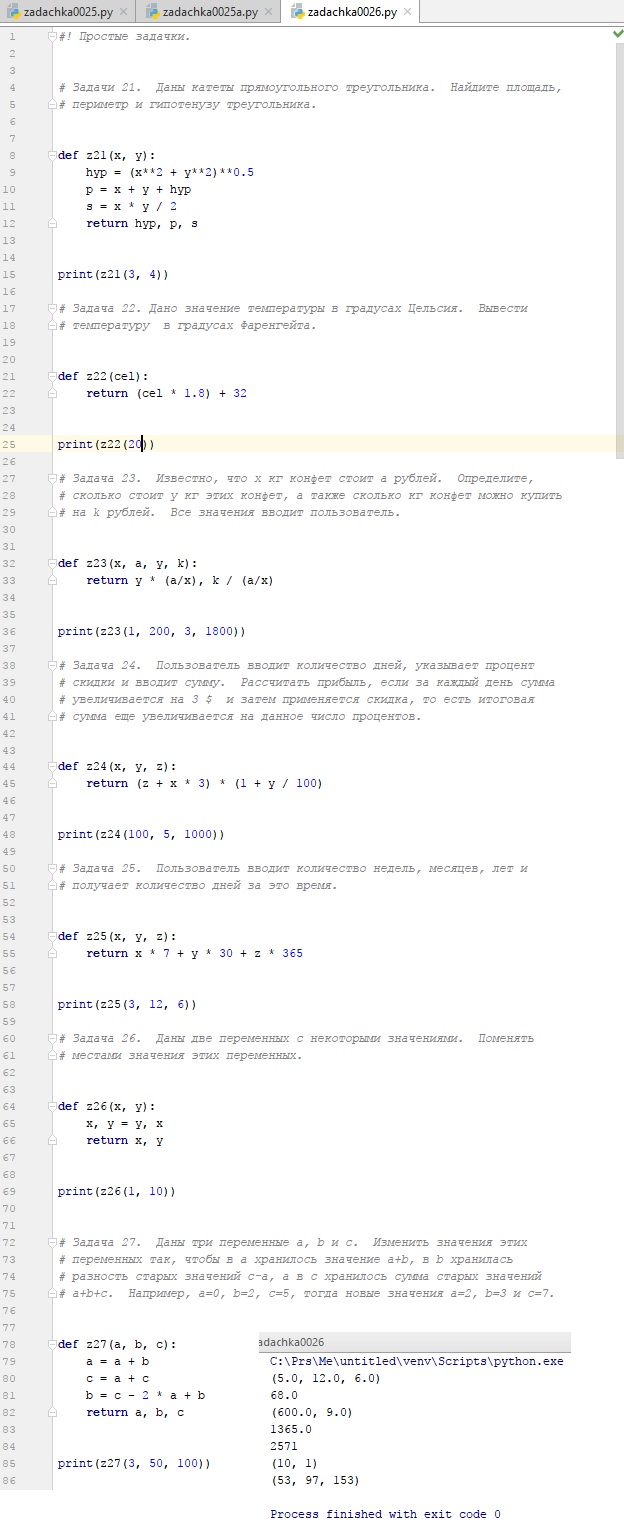 zadachka0025.py × zadachka0025a.py × zadachka0026.py ×
1 #! Простые задачки.
2
3
4 # Задачи 21.  Даны катеты прямоугольного треугольника.  Найдите площадь,
5 # периметр и гипотенузу треугольника.
6
7
8 def z21(x, y):
9     hyp = (x**2 + y**2)**0.5
10     p = x + y + hyp
11     s = x * y / 2
12     return hyp, p, s
13
14
15 print(z21(3, 4))
16
17 # Задача 22. Дано значение температуры в градусах Цельсия.  Вывести
18 # температуру  в градусах Фаренгейта.
19
20
21 def z22(cel):
22     return (cel * 1.8) + 32
23
24
25 print(z22(20))
26
27 # Задача 23.  Известно, что x кг конфет стоит a рублей.  Определите,
28 # сколько стоит y кг этих конфет, а также сколько кг конфет можно купить
29 # на k рублей.  Все значения вводит пользователь.
30
31
32 def z23(x, a, y, k):
33     return y * (a/x), k / (a/x)
34
35
36 print(z23(1, 200, 3, 1800))
37
38 # Задача 24.  Пользователь вводит количество дней, указывает процент
39 # скидки и вводит сумму.  Рассчитать прибыль, если за каждый день сумма
40 # увеличивается на 3 $  и затем применяется скидка, то есть итоговая
41 # сумма еще увеличивается на данное число процентов.
42
43
44 def z24(x, y, z):
45     return (z + x * 3) * (1 + y / 100)
46
47
48 print(z24(100, 5, 1000))
49
50 # Задача 25.  Пользователь вводит количество недель, месяцев, лет и
51 # получает количество дней за это время.
52
53
54 def z25(x, y, z):
55     return x * 7 + y * 30 + z * 365
56
57
58 print(z25(3, 12, 6))
59
60 # Задача 26.  Даны две переменных с некоторыми значениями.  Поменять
61 # местами значения этих переменных.
62
63
64 def z26(x, y):
65     x, y = y, x
66     return x, y
67
68
69 print(z26(1, 10))
70
71
72 # Задача 27.  Даны три переменные a, b и c.  Изменить значения этих
73 # переменных так, чтобы в a хранилось значение a+b, в b хранилась
74 # разность старых значений c-a, а в c хранилось сумма старых значений
75 # a+b+c.  Например, a=0, b=2, c=5, тогда новые значения a=2, b=3 и c=7.
76
77
78 def z27(a, b, c):
79     a = a + b
80     c = a + c
81     b = c - 2 * a + b
82     return a, b, c
83
84
85 print(z27(3, 50, 100))
86
adachka0026
C:\Prs\Me\untitled\venv\Scripts\python.exe
(5.0, 12.0, 6.0)
68.0
(600.0, 9.0)
1365.0
2571
(10, 1)
(53, 97, 153)
Process finished with exit code 0